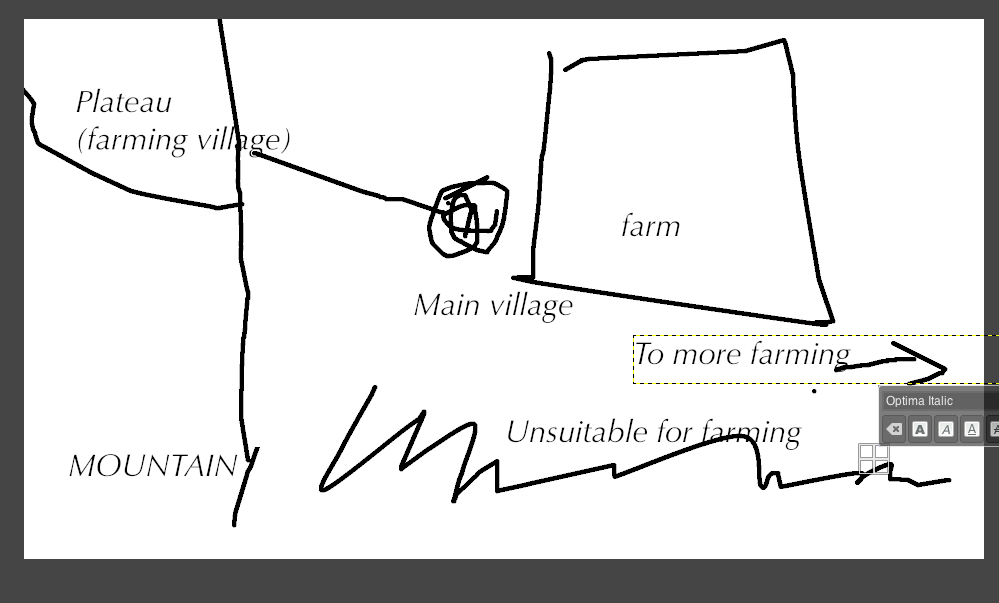 Plateau
(farming village)
farm
Main village
To more farming
Optima Italic
A A A A
Unsuitable for farming
MOUNTAIN